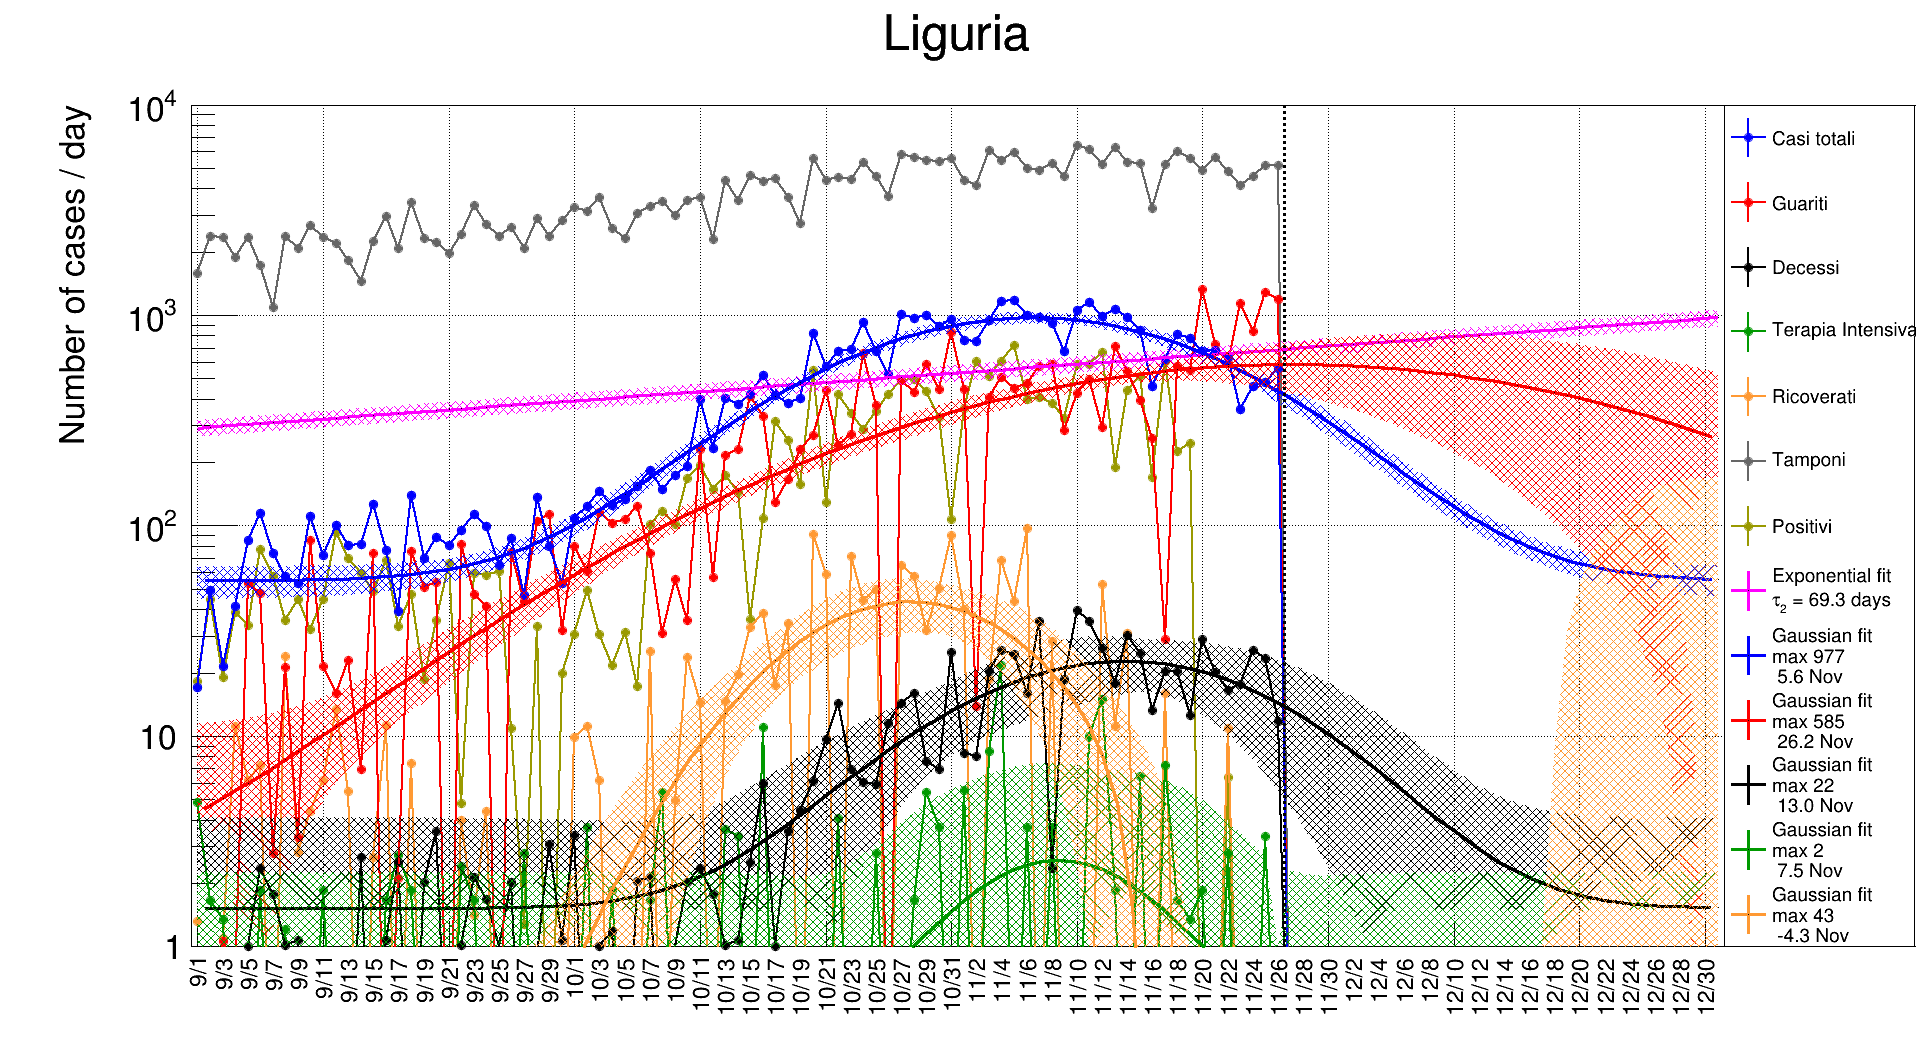 Liguria
Number of cases / day
10^4
10^3
10^2
10
1
9/1
9/3
9/5
9/7
9/9
9/11
9/13
9/15
9/17
9/19
9/21
9/23
9/25
9/27
9/29
10/1
10/3
10/5
10/7
10/9
10/11
10/13
10/15
10/17
10/19
10/21
10/23
10/25
10/27
10/29
10/31
11/2
11/4
11/6
11/8
11/10
11/12
11/14
11/16
11/18
11/20
11/22
11/24
11/26
11/28
11/30
12/2
12/4
12/6
12/8
12/10
12/12
12/14
12/16
12/18
12/20
12/22
12/24
12/26
12/28
12/30
Casi totali
Guariti
Decessi
Terapia Intensiva
Ricoverati
Tamponi
Positivi
Exponential fit
τ₂ = 69.3 days
Gaussian fit
max 977
5.6 Nov
Gaussian fit
max 585
26.2 Nov
Gaussian fit
max 22
13.0 Nov
Gaussian fit
max 2
7.5 Nov
Gaussian fit
max 43
-4.3 Nov